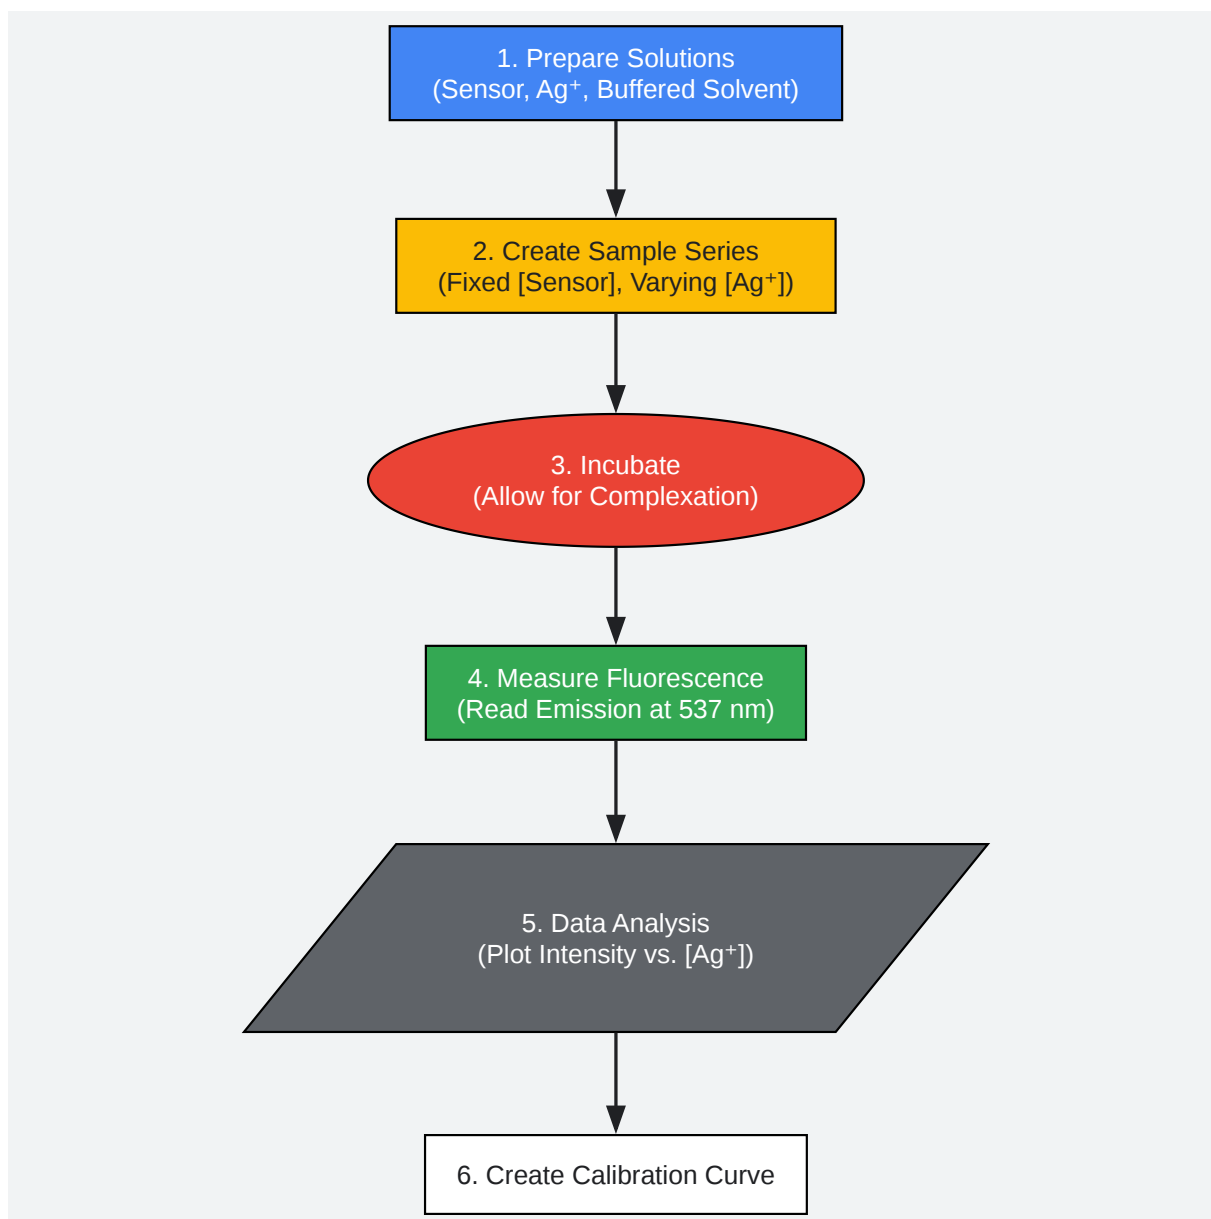 1. Prepare Solutions
(Sensor, Ag⁺, Buffered Solvent)
2. Create Sample Series
(Fixed [Sensor], Varying [Ag⁺])
3. Incubate
(Allow for Complexation)
4. Measure Fluorescence
(Read Emission at 537 nm)
5. Data Analysis
(Plot Intensity vs. [Ag⁺])
6. Create Calibration Curve